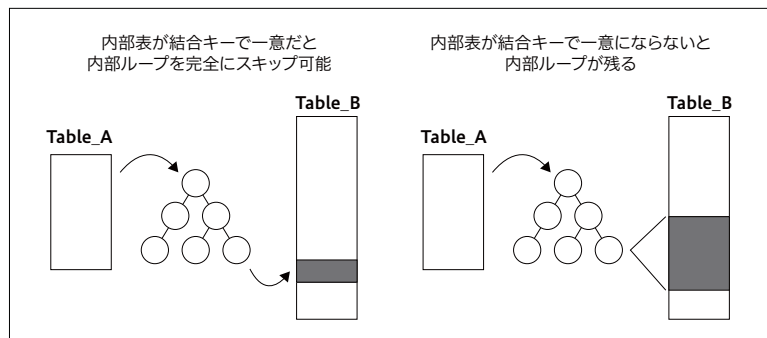 内部表が結合キーで一意だと
内部ループを完全にスキップ可能
Table_A
Table_B
内部表が結合キーで一意にならないと
内部ループが残る
Table_A
Table_B